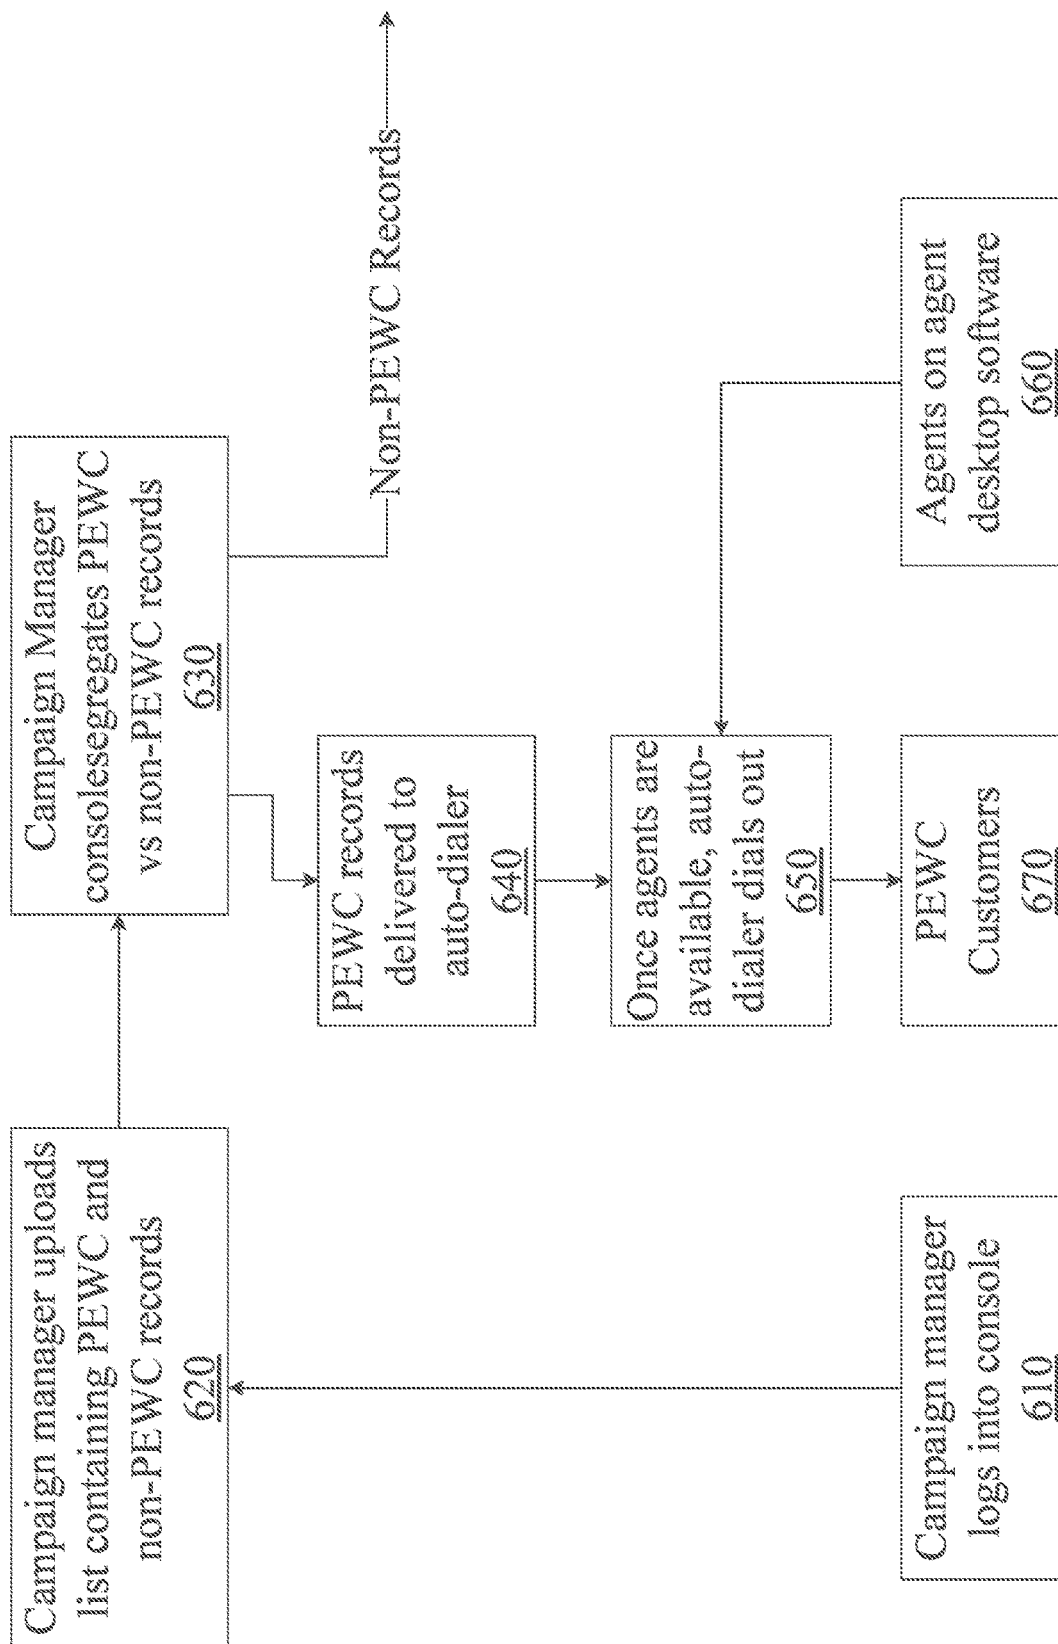 Campaign manager uploads
list containing PEWC and
non-PEWC records
620
Campaign Manager
consolesegregates PEWC
vs non-PEWC records
630
PEWC records
delivered to
auto-dialer
640
Non-PEWC Records
Once agents are
available, auto-
dialer dials out
650
Campaign manager
logs into console
610
PEWC
Customers
670
Agents on agent
desktop software
660